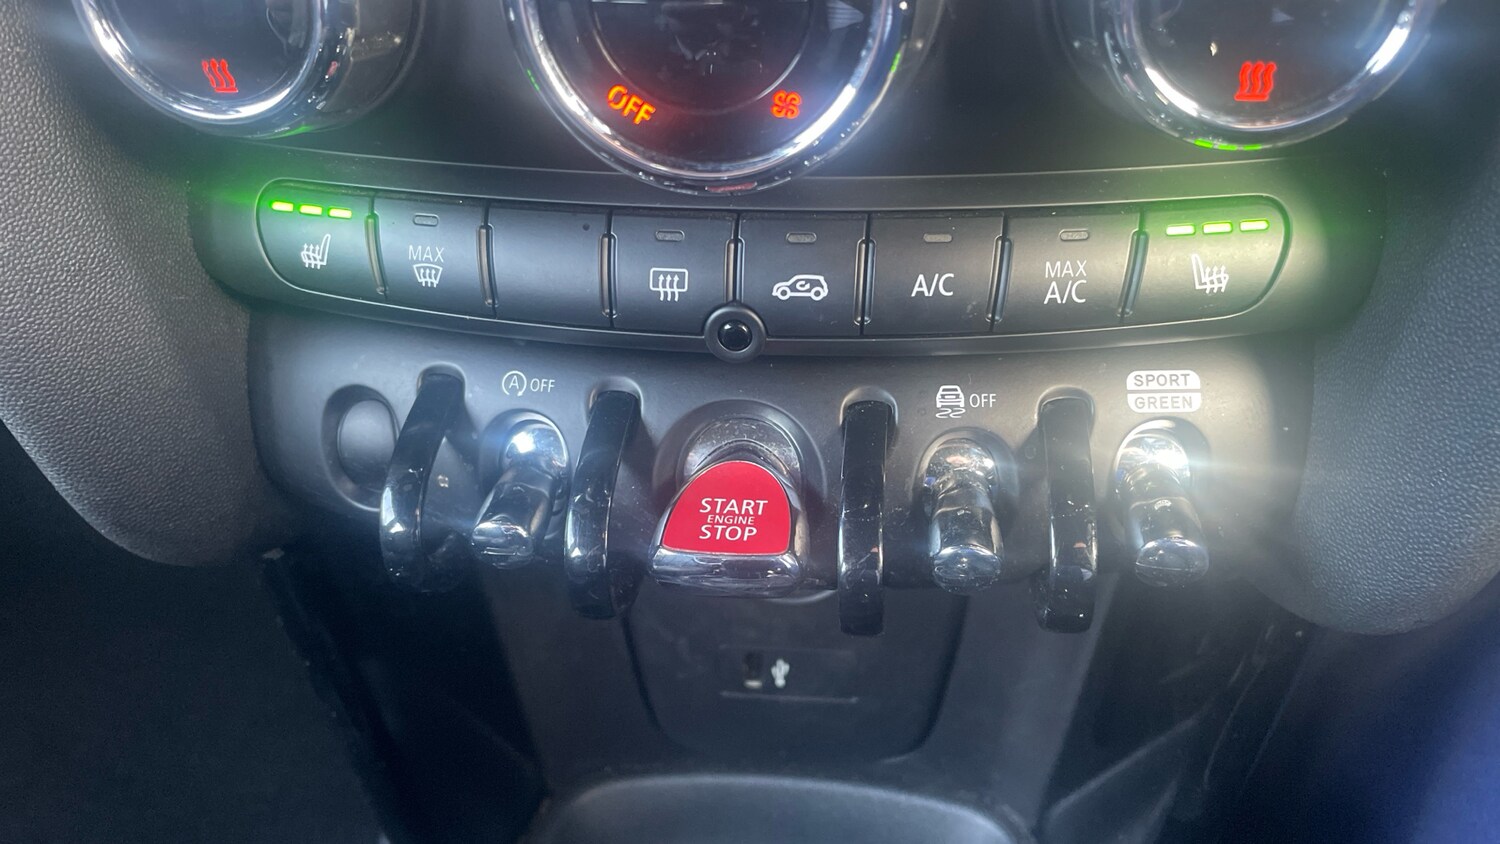 OFF
MAX
A/C
MAX
A/C
A OFF
OFF
SPORT
GREEN
START
ENGINE
STOP